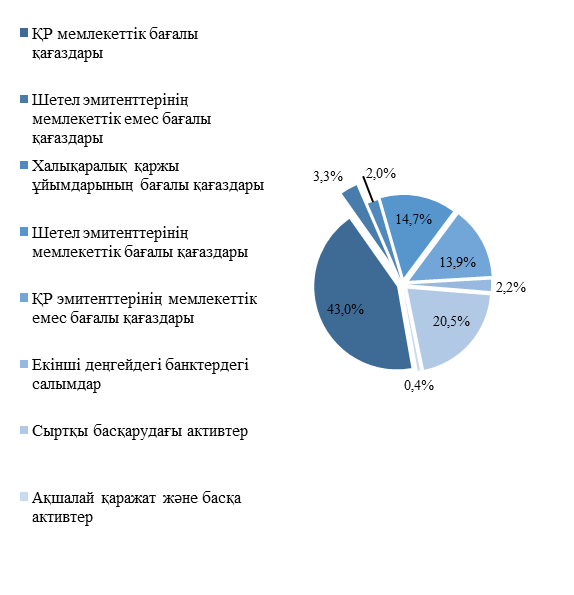 ҚР мемлекеттік бағалы
қағаздары
Шетел эмитенттерінің
мемлекеттік емес бағалы
қағаздары
Халықаралық қаржы
ұйымдарының бағалы қағаздары
Шетел эмитенттерінің
мемлекеттік бағалы қағаздары
ҚР эмитенттерінің мемлекеттік
емес бағалы қағаздары
Екінші деңгейдегі банктердегі
салымдар
Сыртқы басқарудағы активтер
Ақшалай қаражат және басқа
активтер
3,3%
2,0%
14,7%
13,9%
2,2%
43,0%
20,5%
0,4%